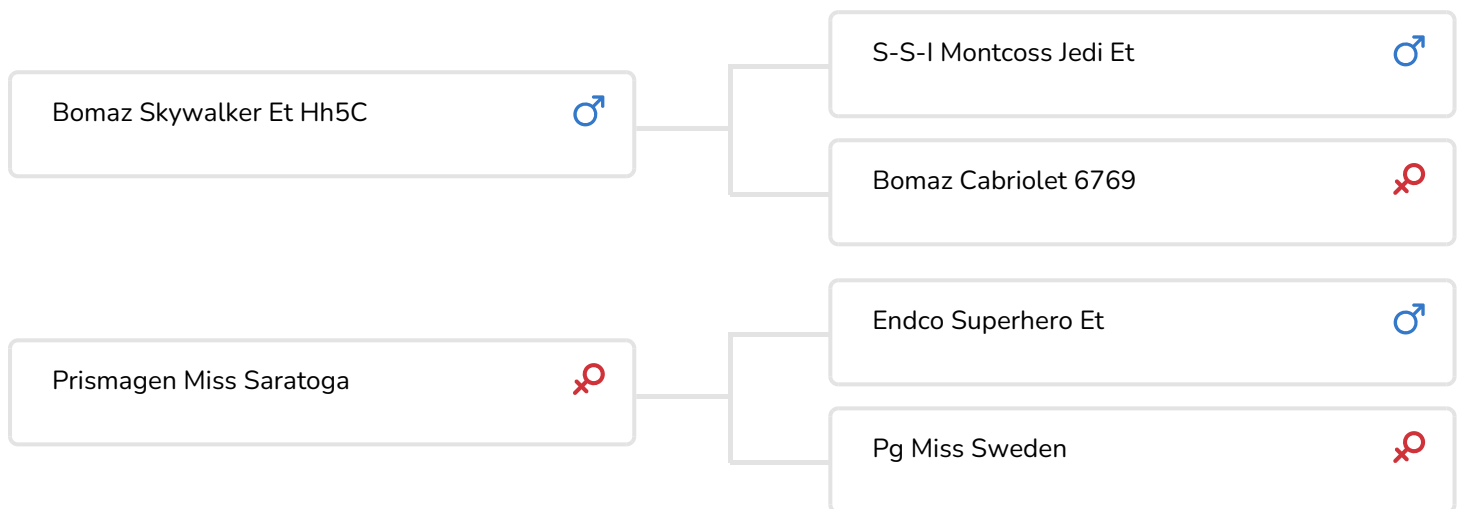 S-S-I Montcoss Jedi Et
Bomaz Skywalker Et Hh5C
Bomaz Cabriolet 6769
Endco Superhero Et
Prismagen Miss Saratoga
Pg Miss Sweden